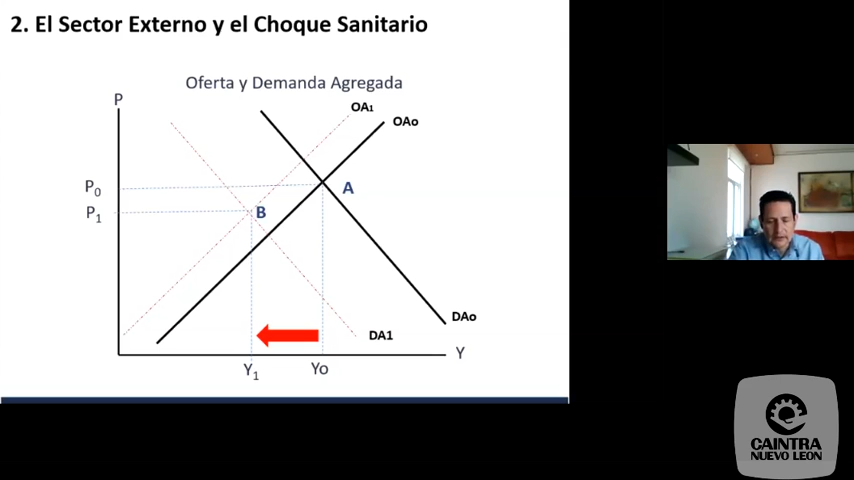 2. El Sector Externo y el Choque Sanitario
Oferta y Demanda Agregada
P
OA1
OAo
P0
A
P1
B
DAo
DA1
Y
Y1
Yo
CAINTRA
NUEVO LEON